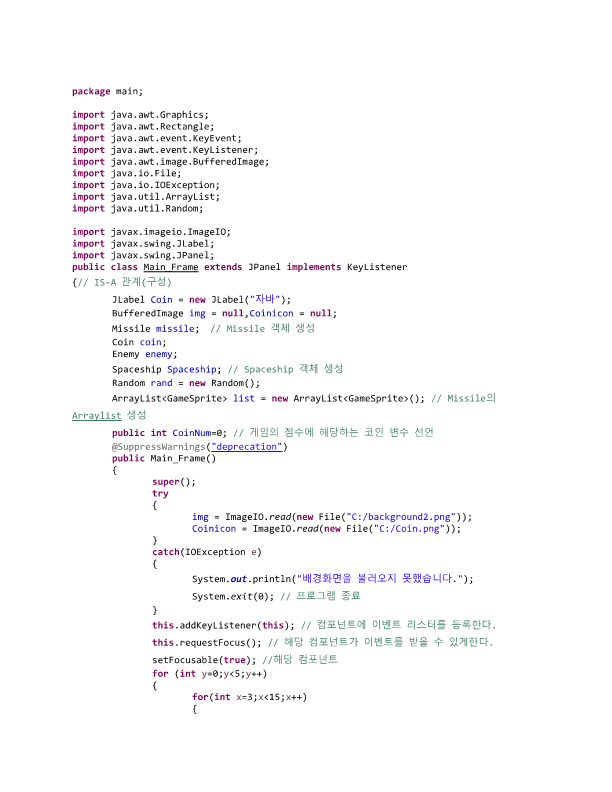 package main;
import java.awt.Graphics;
import java.awt.Rectangle;
import java.awt.event.KeyEvent;
import java.awt.event.KeyListener;
import java.awt.image.BufferedImage;
import java.io.File;
import java.io.IOException;
import java.util.ArrayList;
import java.util.Random;
import javax.imageio.ImageIO;
import javax.swing.JLabel;
import javax.swing.JPanel;
public class Main_Frame extends JPanel implements KeyListener
{// IS-A 관계(구성)
JLabel Coin = new JLabel("자바");
BufferedImage img = null,Coinicon = null;
Missile missile;  // Missile 객체 생성
Coin coin;
Enemy enemy;
Spaceship Spaceship; // Spaceship 객체 생성
Random rand = new Random();
ArrayList<GameSprite> list = new ArrayList<GameSprite>(); // Missile의
Arraylist 생성
public int CoinNum=0; // 게임의 점수에 해당하는 코인 변수 선언
@SuppressWarnings("deprecation")
public Main_Frame()
{
super();
try
{
img = ImageIO.read(new File("C:/background2.png"));
Coinicon = ImageIO.read(new File("C:/Coin.png"));
}
catch(IOException e)
{
System.out.println("배경화면을 불러오지 못했습니다.");
System.exit(0); // 프로그램 종료
}
this.addKeyListener(this); // 컴포넌트에 이벤트 리스터를 등록한다.
this.requestFocus(); // 해당 컴포넌트가 이벤트를 받을 수 있게한다.
setFocusable(true); //해당 컴포넌트
for (int y=0;y<5;y++)
{
for(int x=3;x<15;x++)
{